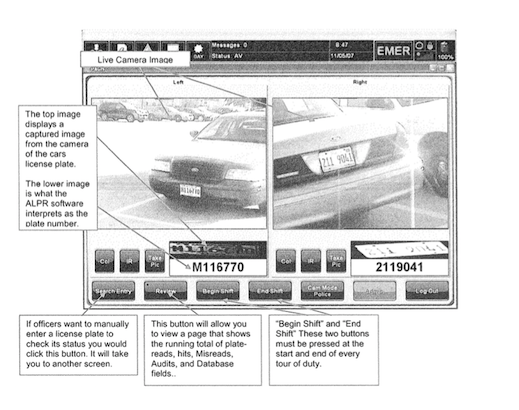 Messages: 0
8:47
DAY
Status: AV
11/05/07
EMER
100%
Live Camera Image
Left
Right
The top image
displays a
captured image
from the camera
of the cars
license plate.
The lower image
is what the
ALPR software
interprets as the
plate number.
M116770
211 9041
Col
IR
Take
Pic
M116770
Col
IR
Take
Pic
2119041
Search Entry
Review
Begin Shift
End Shift
Cam Mode
Police
Log Out
If officers want to manually
enter a license plate to
check its status you would
click this button. It will take
you to another screen.
This button will allow you
to view a page that shows
the running total of plate-
reads, hits, Misreads,
Audits, and Database
fields..
"Begin Shift" and "End
Shift" These two buttons
must be pressed at the
start and end of every
tour of duty.